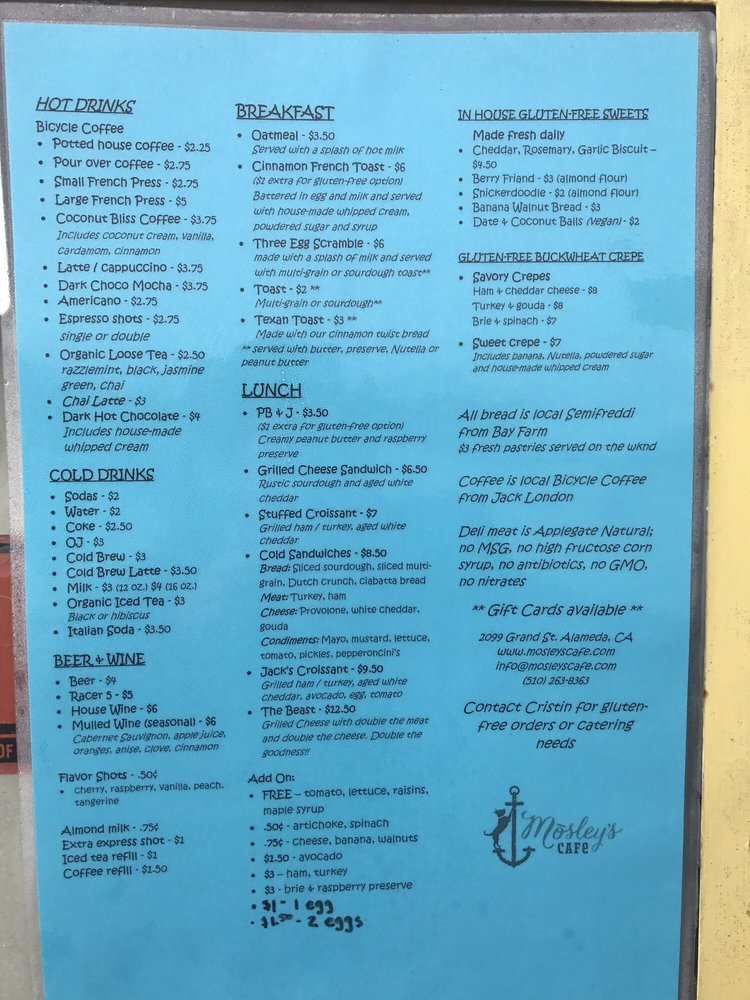 HOT DRINKS
Bicycle Coffee
• Potted house coffee - $2.25
• Pour over coffee - $2.75
• Small French Press - $2.75
• Large French Press - $5
• Coconut Bliss Coffee - $3.75
Includes coconut cream, vanilla,
cardamom, cinnamon
• Latte / cappuccino - $3.75
• Dark Choco Mocha - $3.75
• Americano - $2.75
• Espresso shots - $2.75
single or double
• Organic Loose Tea - $2.50
razzlemint, black, jasmine
green, chai
• Chai Latte - $3
• Dark Hot Chocolate - $4
Includes house-made
whipped cream
COLD DRINKS
• Sodas - $2
• Water - $2
• Coke - $2.50
• OJ - $3
• Cold Brew - $3
• Cold Brew Latte - $3.50
• Milk - $3 (12 oz.) $4 (16 oz.)
• Organic Iced Tea - $3
Black or hibiscus
• Italian Soda - $3.50
BEER & WINE
• Beer - $4
• Racer 5 - $5
• House Wine - $6
• Mulled Wine (seasonal) - $6
Cabernet Sauvignon, apple juice,
oranges, anise, clove, cinnamon
Flavor Shots - .50¢
• cherry, raspberry, vanilla, peach,
tangerine
Almond milk - .75¢
Extra express shot - $2
Iced tea refill - $1
Coffee refill - $1.50
BREAKFAST
• Oatmeal - $3.50
Served with a splash of hot milk
• Cinnamon French Toast - $6
($1 extra for gluten-free option)
Battered in egg and milk and served
with house-made whipped cream,
powdered sugar and syrup
• Three Egg Scramble - $6
made with a splash of milk and served
with multi-grain or sourdough toast**
• Toast - $2 **
Multi-grain or sourdough**
• Texan Toast - $3 **
Made with our cinnamon twist bread
** served with butter, preserve, Nutella or
peanut butter
LUNCH
• PB & J - $3.50
($1 extra for gluten-free option)
Creamy peanut butter and raspberry
preserve
• Grilled Cheese Sandwich - $6.50
Rustic sourdough and aged white
cheddar
• Stuffed Croissant - $7
Grilled ham / turkey, aged white
cheddar
• Cold Sandwiches - $8.50
Bread: Sliced sourdough, sliced multi-
grain, Dutch crunch, ciabatta bread
Meat: Turkey, ham
Cheese: Provolone, white cheddar,
gouda
Condiments: Mayo, mustard, lettuce,
tomato, pickles, pepperoncini's
• Jack's Croissant - $9.50
Grilled ham / turkey, aged white
cheddar, avocado, egg, tomato
• The Beast - $12.50
Grilled Cheese with double the meat
and double the cheese. Double the
goodness!!
Add On:
• FREE – tomato, lettuce, raisins,
maple syrup
• .50¢ - artichoke, spinach
• .75¢ - cheese, banana, walnuts
• $1.50 - avocado
• $3 – ham, turkey
• $3 - brie & raspberry preserve
• $1 - 1 egg
• $1.50 - 2 eggs
IN HOUSE GLUTEN-FREE SWEETS
Made fresh daily
• Cheddar, Rosemary, Garlic Biscuit –
$4.50
• Berry Friand - $3 (almond flour)
• Snickerdoodle - $2 (almond flour)
• Banana Walnut Bread - $3
• Date & Coconut Balls (Vegan) - $2
GLUTEN-FREE BUCKWHEAT CREPE
• Savory Crepes
Ham & cheddar cheese - $8
Turkey & gouda - $8
Brie & spinach - $7
• Sweet crepe - $7
Includes banana, Nutella, powdered sugar
and house-made whipped cream
All bread is local Semifreddi
from Bay Farm
$3 fresh pastries served on the wknd
Coffee is local Bicycle Coffee
from Jack London
Deli meat is Applegate Natural;
no MSG, no high fructose corn
syrup, no antibiotics, no GMO,
no nitrates
** Gift Cards available **
2099 Grand St. Alameda, CA
www.mosleyscafe.com
info@mosleyscafe.com
(510) 263-8363
Contact Cristin for gluten-
free orders or catering
needs
Mosley's
CAFE
OF